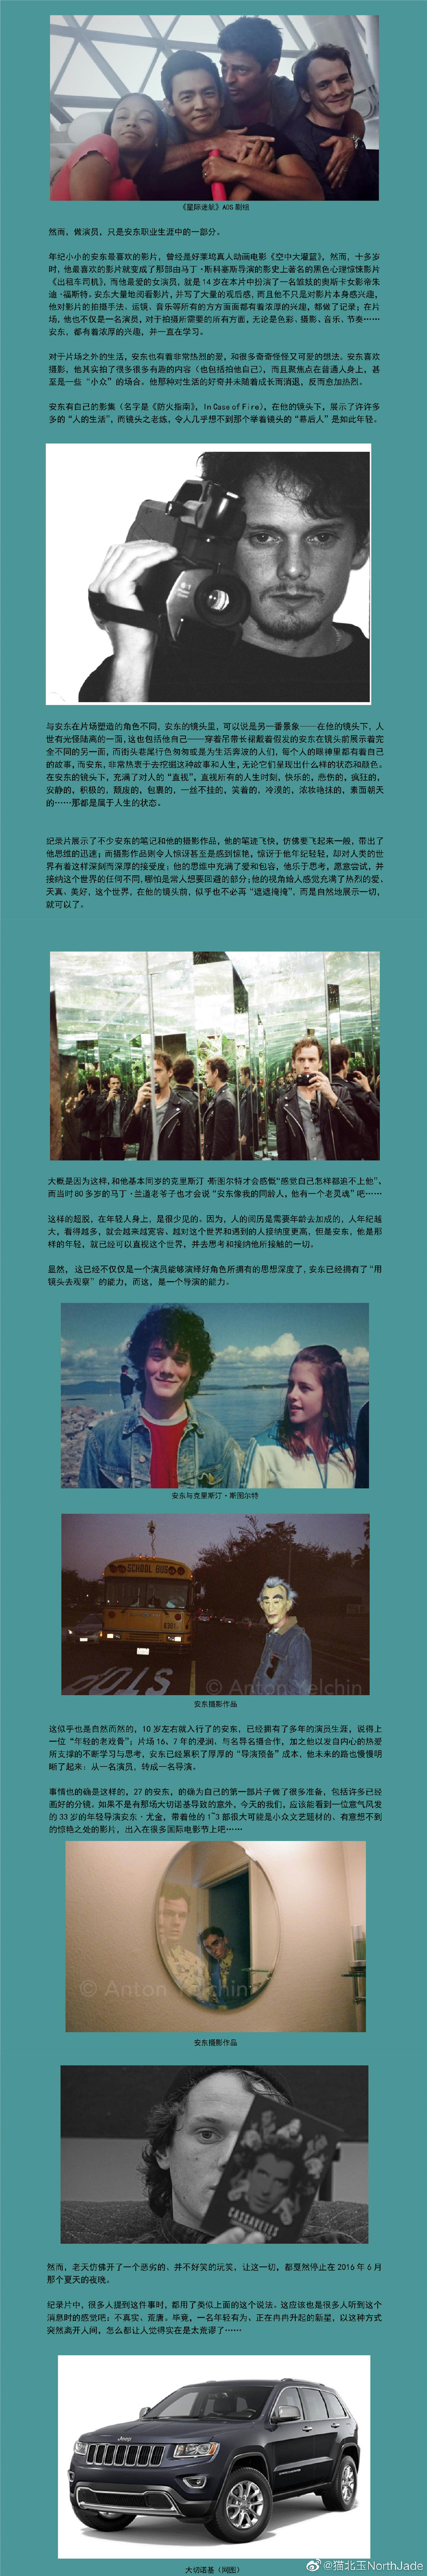 《星际迷航》AOS 剧组
然而，做演员，只是安东职业生涯中的一部分。
年纪小小的安东最喜欢的影片，曾经是好莱坞真人动画电影《空中大灌篮》，然而，十多岁
时，他最喜欢的影片就变成了那部由马丁·斯科塞斯导演的影史上著名的黑色心理惊悚影片
《出租车司机》，而他最爱的女演员，就是 14 岁在本片中扮演了一名雏妓的奥斯卡女影帝朱
迪·福斯特。安东大量地阅看影片，并写了大量的观后感，而且他不只是对影片本身感兴趣，
他对影片的拍摄手法、运镜、音乐等所有的方方面面都有着浓厚的兴趣，都做了记录；在片
场，他也不仅是一名演员，对于拍摄所需要的所有方面，无论是色彩、摄影、音乐、节奏……
安东，都有着浓厚的兴趣，并一直在学习。
对于片场之外的生活，安东也有着非常热烈的爱，和很多奇奇怪怪又可爱的想法。安东喜欢
摄影，他其实拍了很多很多有趣的内容（也包括拍他自己），而且聚焦点在普通人身上，甚
至是一些“小众”的场合。他那种对生活的好奇并未随着成长而消退，反而愈加热烈。
安东有自己的影集（名字是《防火指南》，In Case of Fire），在他的镜头下，展示了许许多
多的“人的生活”，而镜头之老练，令人几乎想不到那个举着镜头的“幕后人”是如此年轻。
与安东在片场塑造的角色不同，安东的镜头里，可以说是另一番景象——在他的镜头下，人
世有光怪陆离的一面，这也包括他自己——穿着吊带长裙戴着假发的安东在镜头前展示着完
全不同的另一面，而街头巷尾行色匆匆或是为生活奔波的人们，每个人的眼神里都有着自己
的故事，而安东，非常热衷于去挖掘这种故事和人生，无论它们呈现出什么样的状态和颜色。
在安东的镜头下，充满了对人的“直视”，直视所有的人生时刻，快乐的，悲伤的，疯狂的，
安静的，积极的，颓废的，包裹的，一丝不挂的，笑着的，冷漠的，浓妆艳抹的，素面朝天
的……那都是属于人生的状态。
纪录片展示了不少安东的笔记和他的摄影作品，他的笔迹飞快，仿佛要飞起来一般，带出了
他思维的迅速；而摄影作品则令人惊讶甚至是感到惊艳，惊讶于他年纪轻轻，却对人类的世
界有着这样深刻而深厚的接受度；他的思维中充满了爱和包容，他乐于思考，愿意尝试，并
接纳这个世界的任何不同，哪怕是常人想要回避的部分；他的视角给人感觉充满了热烈的爱、
天真、美好，这个世界，在他的镜头前，似乎也不必再“遮遮掩掩”，而是自然地展示一切，
就可以了。
大概是因为这样，和他基本同岁的克里斯汀·斯图尔特才会感慨“感觉自己怎样都追不上他”，
而当时 80 多岁的马丁·兰道老爷子也才会说“安东像我的同龄人，他有一个老灵魂”吧……
这样的超脱，在年轻人身上，是很少见的。因为，人的阅历是需要年龄去加成的，人年纪越
大，看得越多，就会越来越宽容、越对这个世界和遇到的人接纳度更高，但是安东，他是那
样的年轻，就已经可以直视这个世界，并去思考和接纳他所接触的一切。
显然，这已经不仅仅是一个演员能够演绎好角色所拥有的思想深度了，安东已经拥有了“用
镜头去观察”的能力，而这，是一个导演的能力。
安东与克里斯汀·斯图尔特
SCHOOL BUS
© Anton Yelchin
安东摄影作品
这似乎也是自然而然的，10 岁左右就入行了的安东，已经拥有了多年的演员生涯，说得上
一位“年轻的老戏骨”；片场 16、7 年的浸润、与名导名摄合作，加之他以发自内心的热爱
所支撑的不断学习与思考，安东已经累积了厚厚的“导演预备”成本，他未来的路也慢慢明
晰了起来：从一名演员，转成一名导演。
事情也的确是这样的，27 的安东，的确为自己的第一部片子做了很多准备，包括许多已经
画好的分镜。如果不是有那场大切诺基导致的意外，今天的我们，应该能看到一位意气风发
的 33 岁的年轻导演安东·尤金，带着他的 1~3 部很大可能是小众文艺题材的、有意想不到
的惊艳之处的影片，出入在很多国际电影节上吧……
© Anton Yelchin
安东摄影作品
CASSAVETES
然而，老天仿佛开了一个恶劣的、并不好笑的玩笑，让这一切，都戛然停止在 2016 年 6 月
那个夏天的夜晚。
纪录片中，很多人提到这件事时，都用了类似上面的这个说法。这应该也是很多人听到这个
消息时的感觉吧：不真实、荒唐。毕竟，一名年轻有为、正在冉冉升起的新星，以这种方式
突然离开人间，怎么都让人觉得实在是太荒谬了……
Jeep
大切诺基（网图）
@猫北玉NorthJade